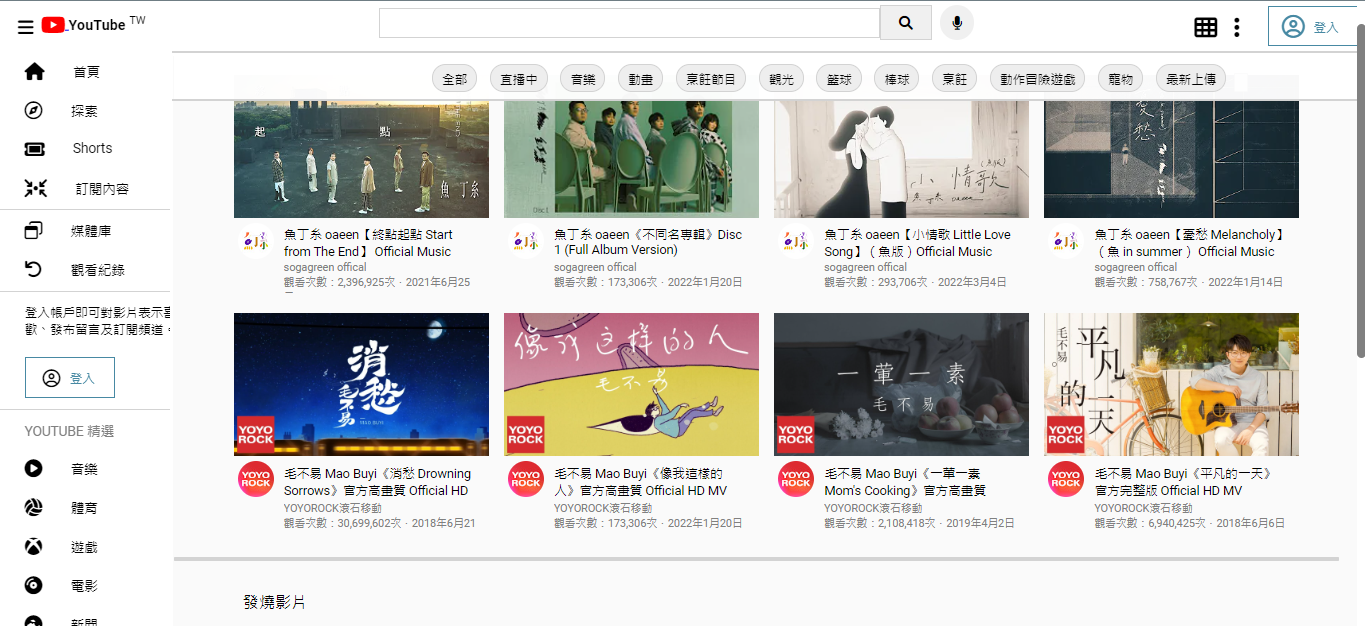 YouTube TW
登入
首頁
探索
Shorts
訂閱內容
媒體庫
觀看紀錄
登入帳戶即可對影片表示喜
歡、發布留言及訂閱頻道。
登入
YOUTUBE 精選
音樂
體育
遊戲
電影
新聞
全部 直播中 音樂 動畫 烹飪節目 觀光 籃球 棒球 烹飪 動作冒險遊戲 寵物 最新上傳
起 點
魚丁糸
魚丁糸 oaeen【終點起點 Start
from The End】 Official Music
sogagreen offical
觀看次數：2,396,925次 · 2021年6月25
Disc 1
魚丁糸 oaeen《不同名專輯》Disc
1 (Full Album Version)
sogagreen offical
觀看次數：173,306次 · 2022年1月20日
小情歌（魚版）
魚丁糸 oaeen
魚丁糸 oaeen【小情歌 Little Love
Song】（魚版）Official Music
sogagreen offical
觀看次數：293,706次 · 2022年3月4日
憂愁
魚丁糸 oaeen【憂愁 Melancholy】
（魚 in summer） Official Music
sogagreen offical
觀看次數：758,767次 · 2022年1月14日
消愁
毛不易
MAO BUYI
YOYO
ROCK
YOYO
ROCK
毛不易 Mao Buyi《消愁 Drowning
Sorrows》官方高畫質 Official HD
YOYOROCK滾石移動
觀看次數：30,699,602次 · 2018年6月21
像我这样的人
毛不易
YOYO
ROCK
YOYO
ROCK
毛不易 Mao Buyi《像我這樣的
人》官方高畫質 Official HD MV
YOYOROCK滾石移動
觀看次數：173,306次 · 2022年1月20日
一葷一素
毛不易
YOYO
ROCK
YOYO
ROCK
毛不易 Mao Buyi《一葷一素
Mom's Cooking》官方高畫質
YOYOROCK滾石移動
觀看次數：2,108,418次 · 2019年4月2日
毛不易。
平凡的一天
YOYO
ROCK
YOYO
ROCK
毛不易 Mao Buyi《平凡的一天》
官方完整版 Official HD MV
YOYOROCK滾石移動
觀看次數：6,940,425次 · 2018年6月6日
發燒影片